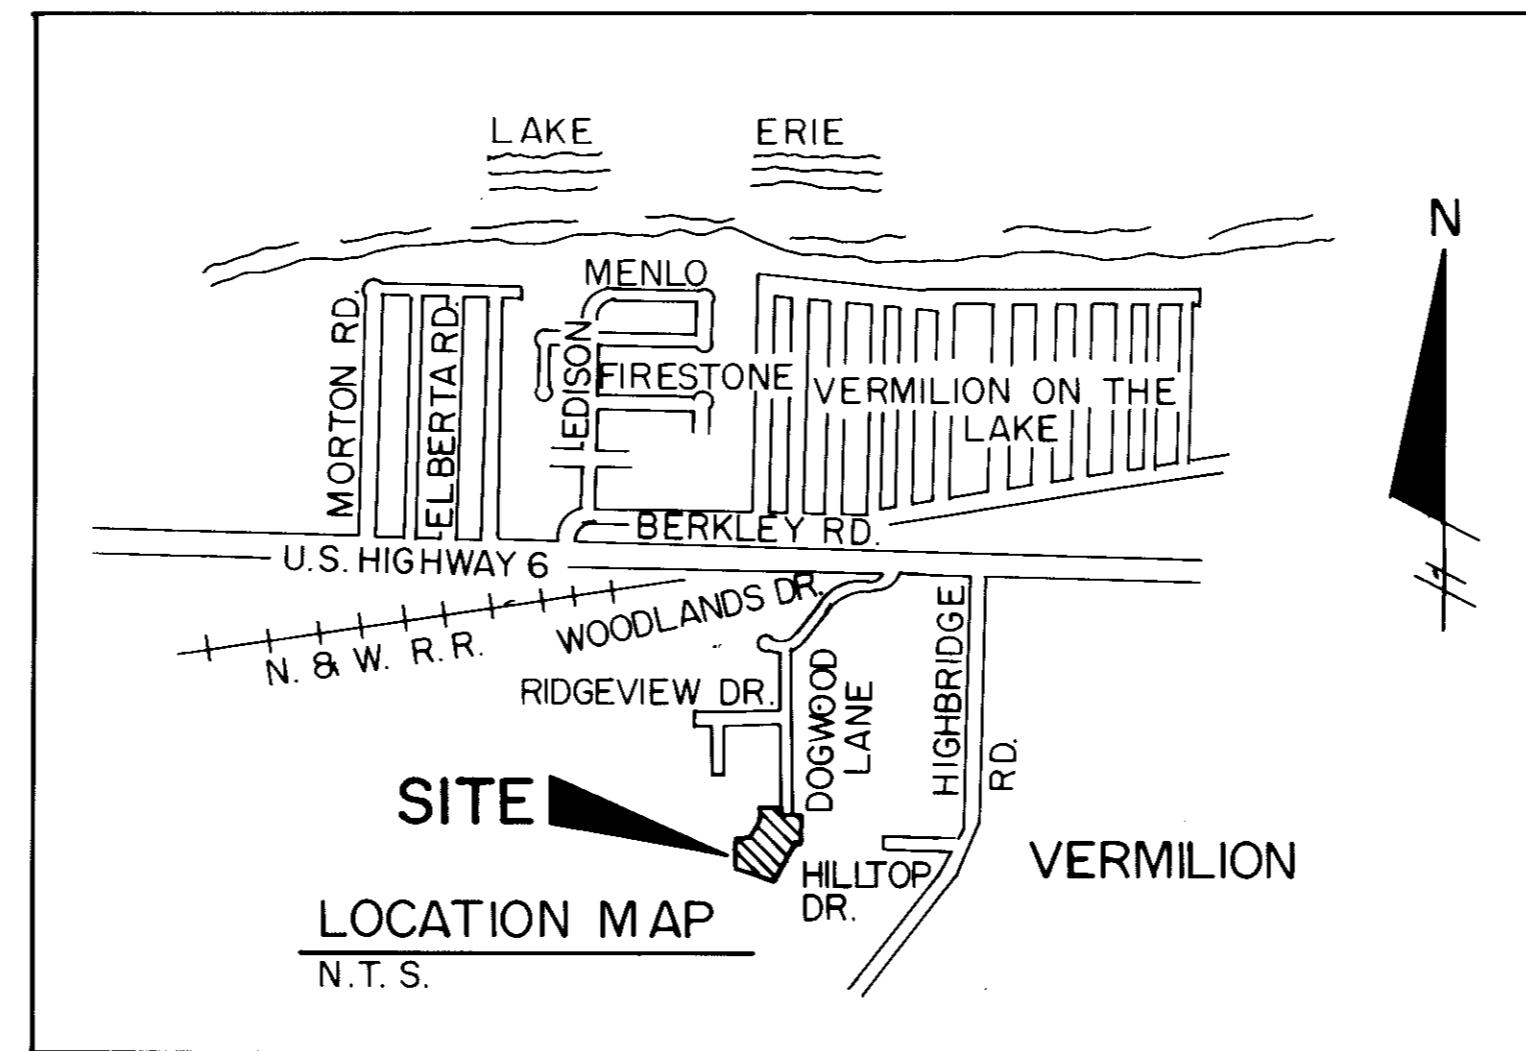 LAKE ERIE
N
MENLO
MORTON RD.
ELBERTA RD.
EDISON
FIRESTONE
VERMILION ON THE
LAKE
BERKLEY RD.
U.S. HIGHWAY 6
N. & W. R.R.
WOODLANDS DR.
RIDGEVIEW DR.
DOGWOOD
LANE
HIGHBRIDGE
RD.
SITE
HILLTOP
DR.
VERMILION
LOCATION MAP
N.T.S.